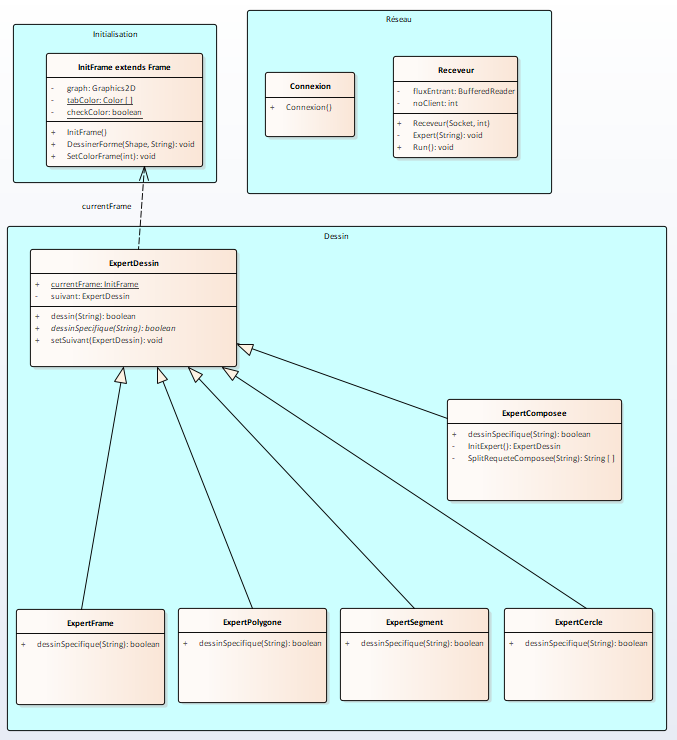 Initialisation
InitFrame extends Frame
- graph: Graphics2D
- tabColor: Color [ ]
- checkColor: boolean
+ InitFrame()
+ DessinerForme(Shape, String): void
+ SetColorFrame(int): void
Réseau
Connexion
+ Connexion()
Receveur
- fluxEntrant: BufferedReader
- noClient: int
+ Receveur(Socket, int)
- Expert(String): void
+ Run(): void
currentFrame
Dessin
ExpertDessin
+ currentFrame: InitFrame
- suivant: ExpertDessin
+ dessin(String): boolean
+ dessinSpecifique(String): boolean
+ setSuivant(ExpertDessin): void
ExpertComposee
+ dessinSpecifique(String): boolean
- InitExpert(): ExpertDessin
- SplitRequeteComposee(String): String [ ]
ExpertFrame
+ dessinSpecifique(String): boolean
ExpertPolygone
+ dessinSpecifique(String): boolean
ExpertSegment
+ dessinSpecifique(String): boolean
ExpertCercle
+ dessinSpecifique(String): boolean